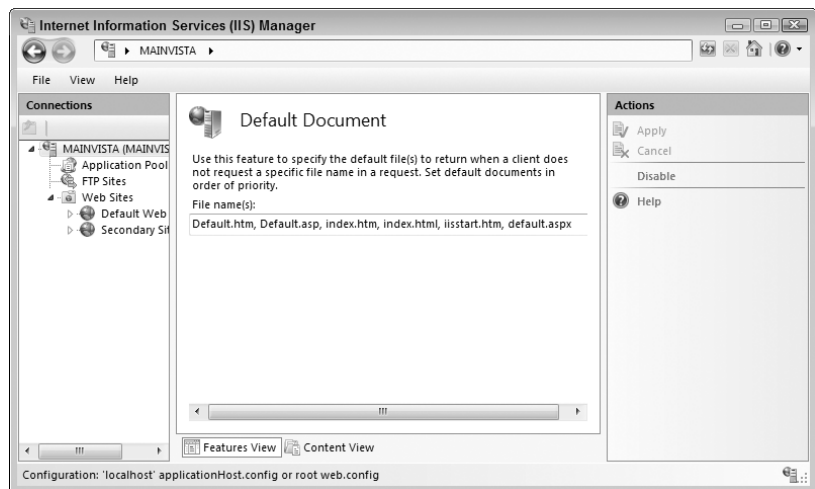 Internet Information Services (IIS) Manager
MAINVISTA
File View Help
Connections
MAINVISTA (MAINVIS
Application Pool
FTP Sites
Web Sites
Default Web
Secondary Sit
Default Document
Use this feature to specify the default file(s) to return when a client does
not request a specific file name in a request. Set default documents in
order of priority.
File name(s):
Default.htm, Default.asp, index.htm, index.html, iisstart.htm, default.aspx
Features View Content View
Actions
Apply
Cancel
Disable
Help
Configuration: 'localhost' applicationHost.config or root web.config